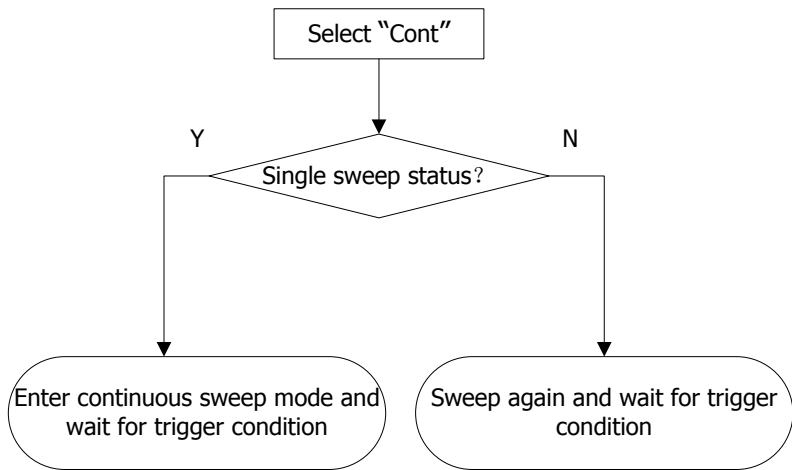 Select “Cont”
Y
N
Single sweep status？
Enter continuous sweep mode and
wait for trigger condition
Sweep again and wait for trigger
condition